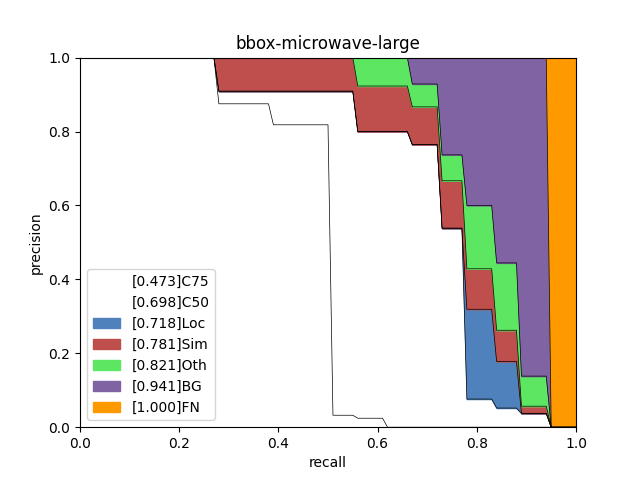 bbox-microwave-large
1.0
0.8
0.6
0.4
0.2
0.0
precision
[0.473]C75
[0.698]C50
[0.718]Loc
[0.781]Sim
[0.821]Oth
[0.941]BG
[1.000]FN
0.0 0.2 0.4 0.6 0.8 1.0
recall